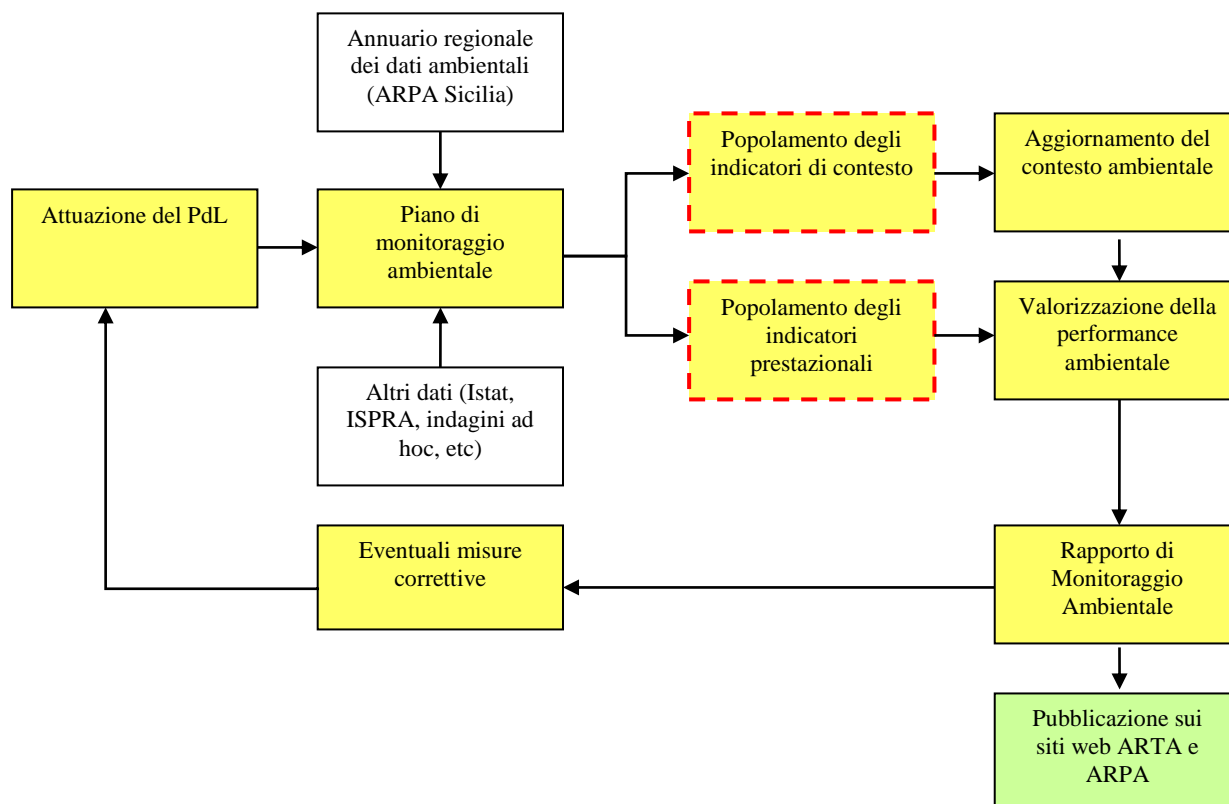 Annuario regionale
dei dati ambientali
(ARPA Sicilia)
Popolamento degli
indicatori di contesto
Aggiornamento del
contesto ambientale
Attuazione del PdL
Piano di
monitoraggio
ambientale
Popolamento degli
indicatori
prestazionali
Valorizzazione della
performance
ambientale
Altri dati (Istat,
ISPRA, indagini ad
hoc, etc)
Eventuali misure
correttive
Rapporto di
Monitoraggio
Ambientale
Pubblicazione sui
siti web ARTA e
ARPA